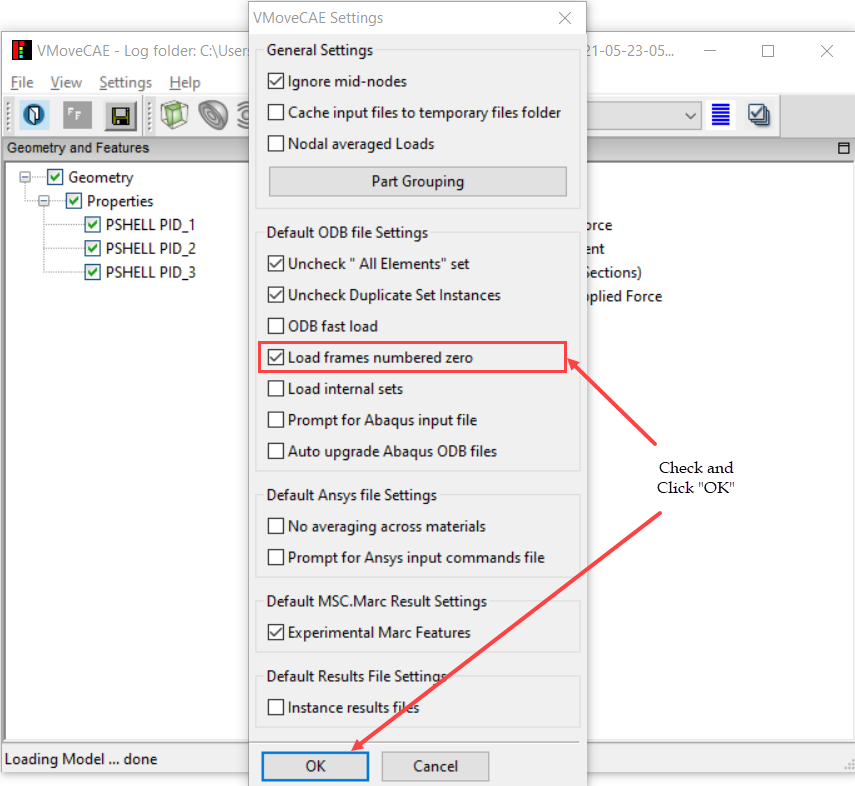 VMoveCAE Settings
VMoveCAE - Log folder: C:\Users
21-05-23-05...
File View Settings Help
Geometry and Features
Geometry
Properties
PSHELL PID_1
PSHELL PID_2
PSHELL PID_3
General Settings
Ignore mid-nodes
Cache input files to temporary files folder
Nodal averaged Loads
Part Grouping
Default ODB file Settings
Uncheck " All Elements" set
Uncheck Duplicate Set Instances
ODB fast load
Load frames numbered zero
Load internal sets
Prompt for Abaqus input file
Auto upgrade Abaqus ODB files
Default Ansys file Settings
No averaging across materials
Prompt for Ansys input commands file
Default MSC.Marc Result Settings
Experimental Marc Features
Default Results File Settings
Instance results files
OK Cancel
orce
ent
Sections)
plied Force
Check and
Click "OK"
Loading Model ... done